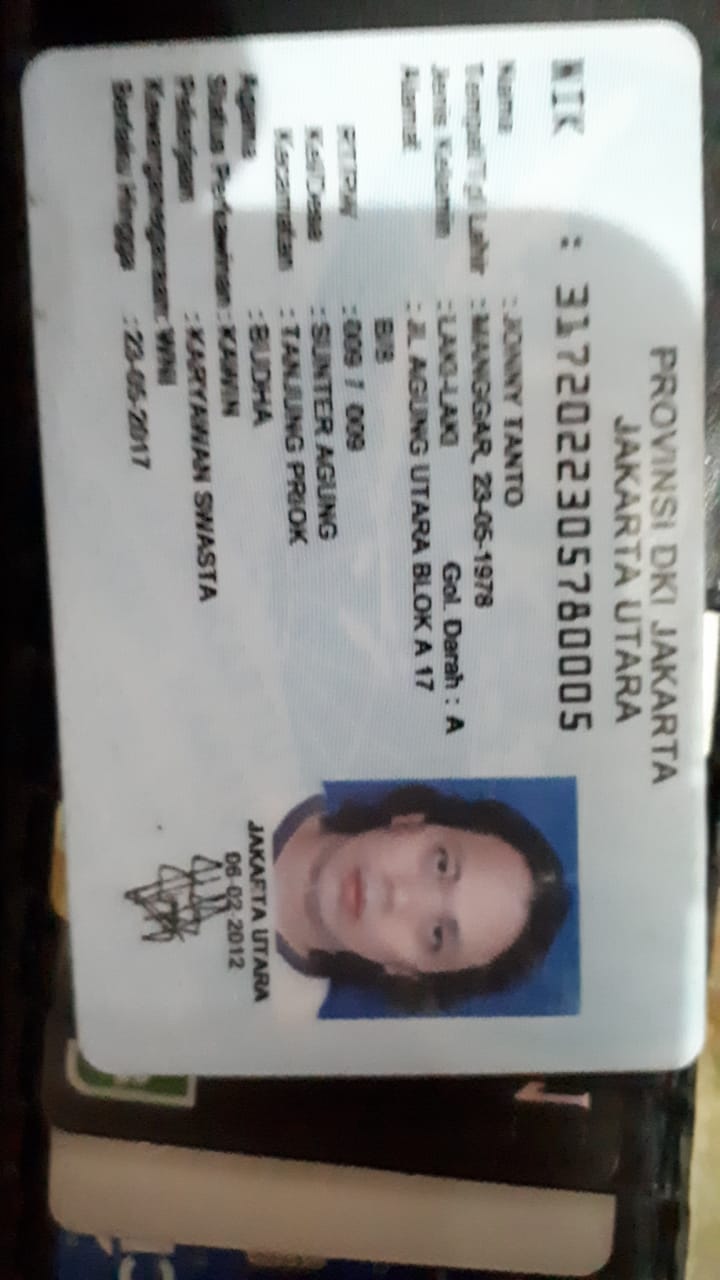 PROVINSI DKI JAKARTA
JAKARTA UTARA
NIK : 3172022305780005
Nama : JONNY TANTO
Tempat/Tgl Lahir : MANGGAR, 23-05-1978
Jenis Kelamin : LAKI-LAKI Gol. Darah : A
Alamat : JL AGUNG UTARA BLOK A 17
B/8
RT/RW : 009 / 009
Kel/Desa : SUNTER AGUNG
Kecamatan : TANJUNG PRIOK
Agama : BUDHA
Status Perkawinan : KAWIN
Pekerjaan : KARYAWAN SWASTA
Kewarganegaraan : WNI
Berlaku Hingga : 23-05-2017
JAKARTA UTARA
06-02-2012